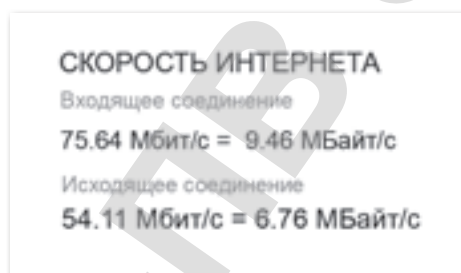 СКОРОСТЬ ИНТЕРНЕТА
Входящее соединение
75.64 Мбит/с = 9.46 МБайт/с
Исходящее соединение
54.11 Мбит/с = 6.76 МБайт/с